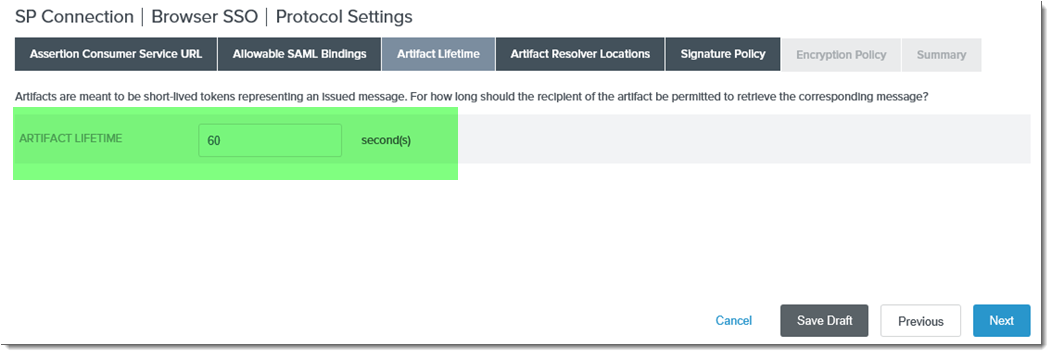 SP Connection | Browser SSO | Protocol Settings
Assertion Consumer Service URL
Allowable SAML Bindings
Artifact Lifetime
Artifact Resolver Locations
Signature Policy
Encryption Policy
Summary
Artifacts are meant to be short-lived tokens representing an issued message. For how long should the recipient of the artifact be permitted to retrieve the corresponding message?
ARTIFACT LIFETIME
60
second(s)
Cancel
Save Draft
Previous
Next